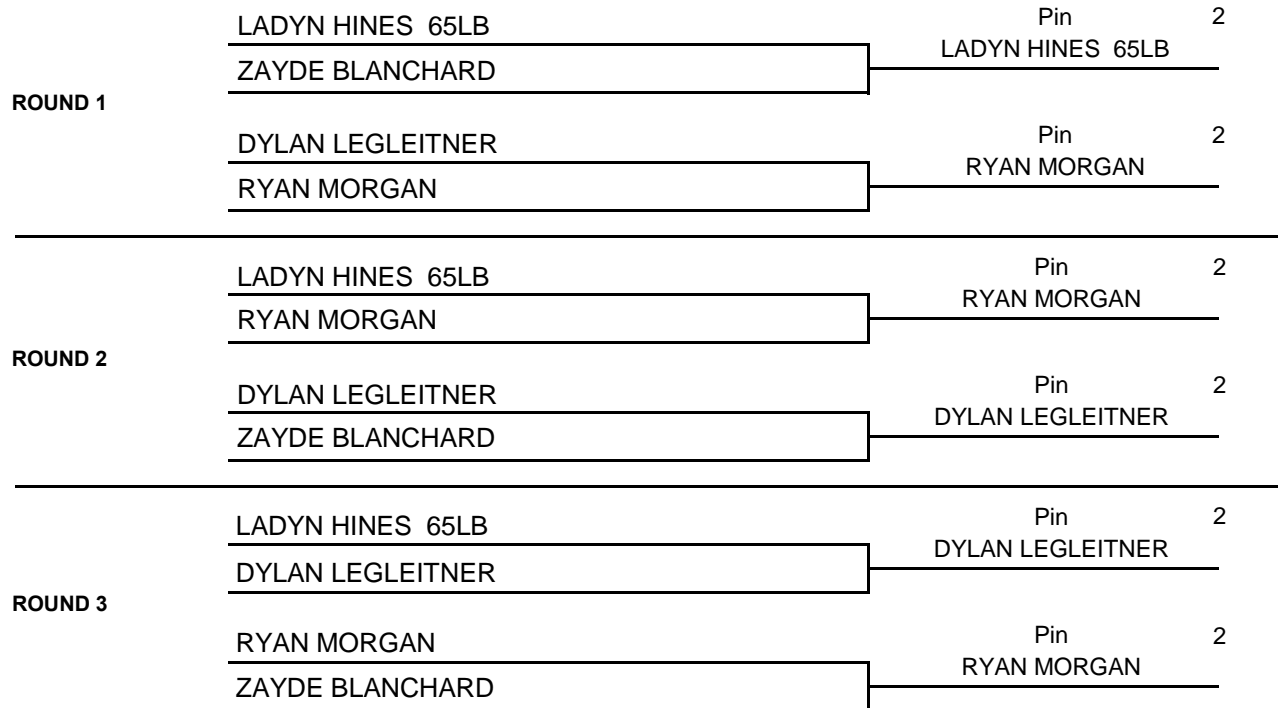 LADYN HINES  65LB
Pin 2
LADYN HINES  65LB
ZAYDE BLANCHARD
ROUND 1
DYLAN LEGLEITNER
Pin 2
RYAN MORGAN
RYAN MORGAN
LADYN HINES  65LB
Pin 2
RYAN MORGAN
RYAN MORGAN
ROUND 2
DYLAN LEGLEITNER
Pin 2
DYLAN LEGLEITNER
ZAYDE BLANCHARD
LADYN HINES  65LB
Pin 2
DYLAN LEGLEITNER
DYLAN LEGLEITNER
ROUND 3
RYAN MORGAN
Pin 2
RYAN MORGAN
ZAYDE BLANCHARD